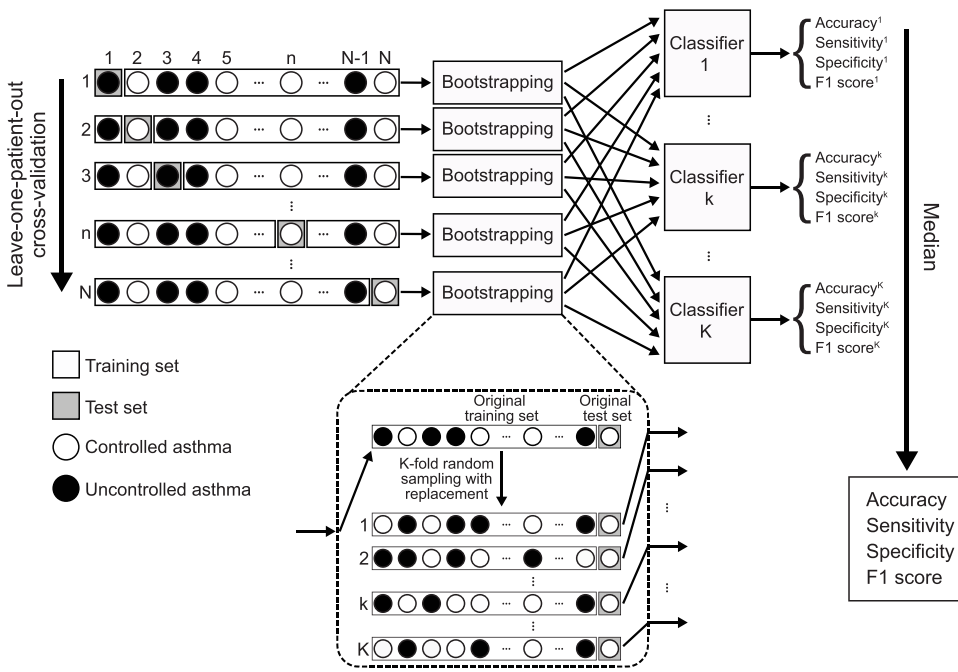 1 2 3 4 5 ... n ... N-1 N
Leave-one-patient-out
cross-validation
1
2
3
...
n
...
N
Bootstrapping
Bootstrapping
Bootstrapping
Bootstrapping
Bootstrapping
Classifier
1
...
Classifier
k
...
Classifier
K
Accuracy¹
Sensitivity¹
Specificity¹
F1 score¹
Accuracyᵏ
Sensitivityᵏ
Specificityᵏ
F1 scoreᵏ
Accuracyᴷ
Sensitivityᴷ
Specificityᴷ
F1 scoreᴷ
Median
Accuracy
Sensitivity
Specificity
F1 score
Training set
Test set
Controlled asthma
Uncontrolled asthma
Original
training set
Original
test set
K-fold random
sampling with
replacement
1
2
...
k
...
K